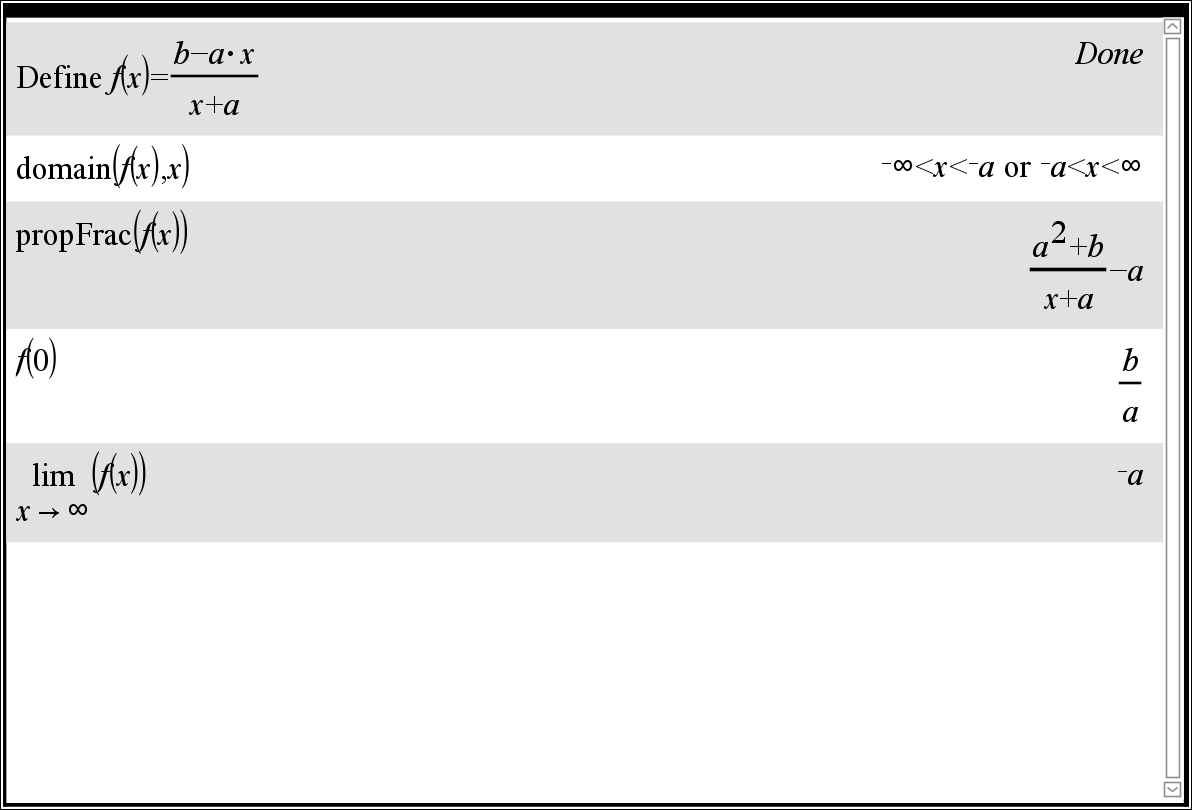 Define f(x)=(b−a·x)/(x+a) Done
domain(f(x),x) ⁻∞<x<⁻a or ⁻a<x<∞
propFrac(f(x)) (a²+b)/(x+a)−a
f(0) b/a
lim (f(x)) ⁻a
x → ∞